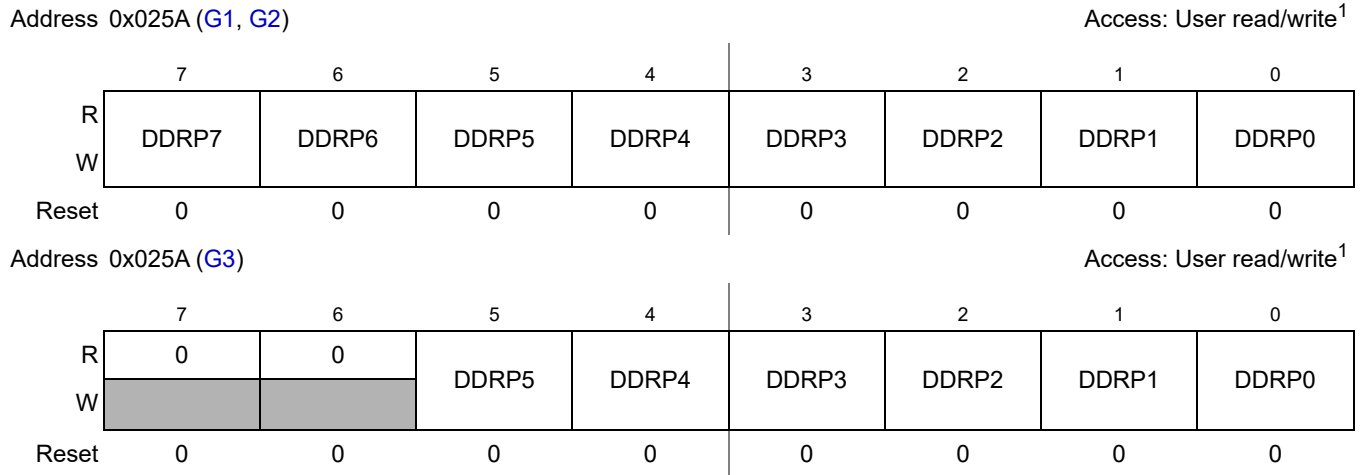 Address 0x025A (G1, G2) Access: User read/write1
7 6 5 4 3 2 1 0
R
DDRP7 DDRP6 DDRP5 DDRP4 DDRP3 DDRP2 DDRP1 DDRP0
W
Reset 0 0 0 0 0 0 0 0
Address 0x025A (G3) Access: User read/write1
7 6 5 4 3 2 1 0
R 0 0
DDRP5 DDRP4 DDRP3 DDRP2 DDRP1 DDRP0
W
Reset 0 0 0 0 0 0 0 0